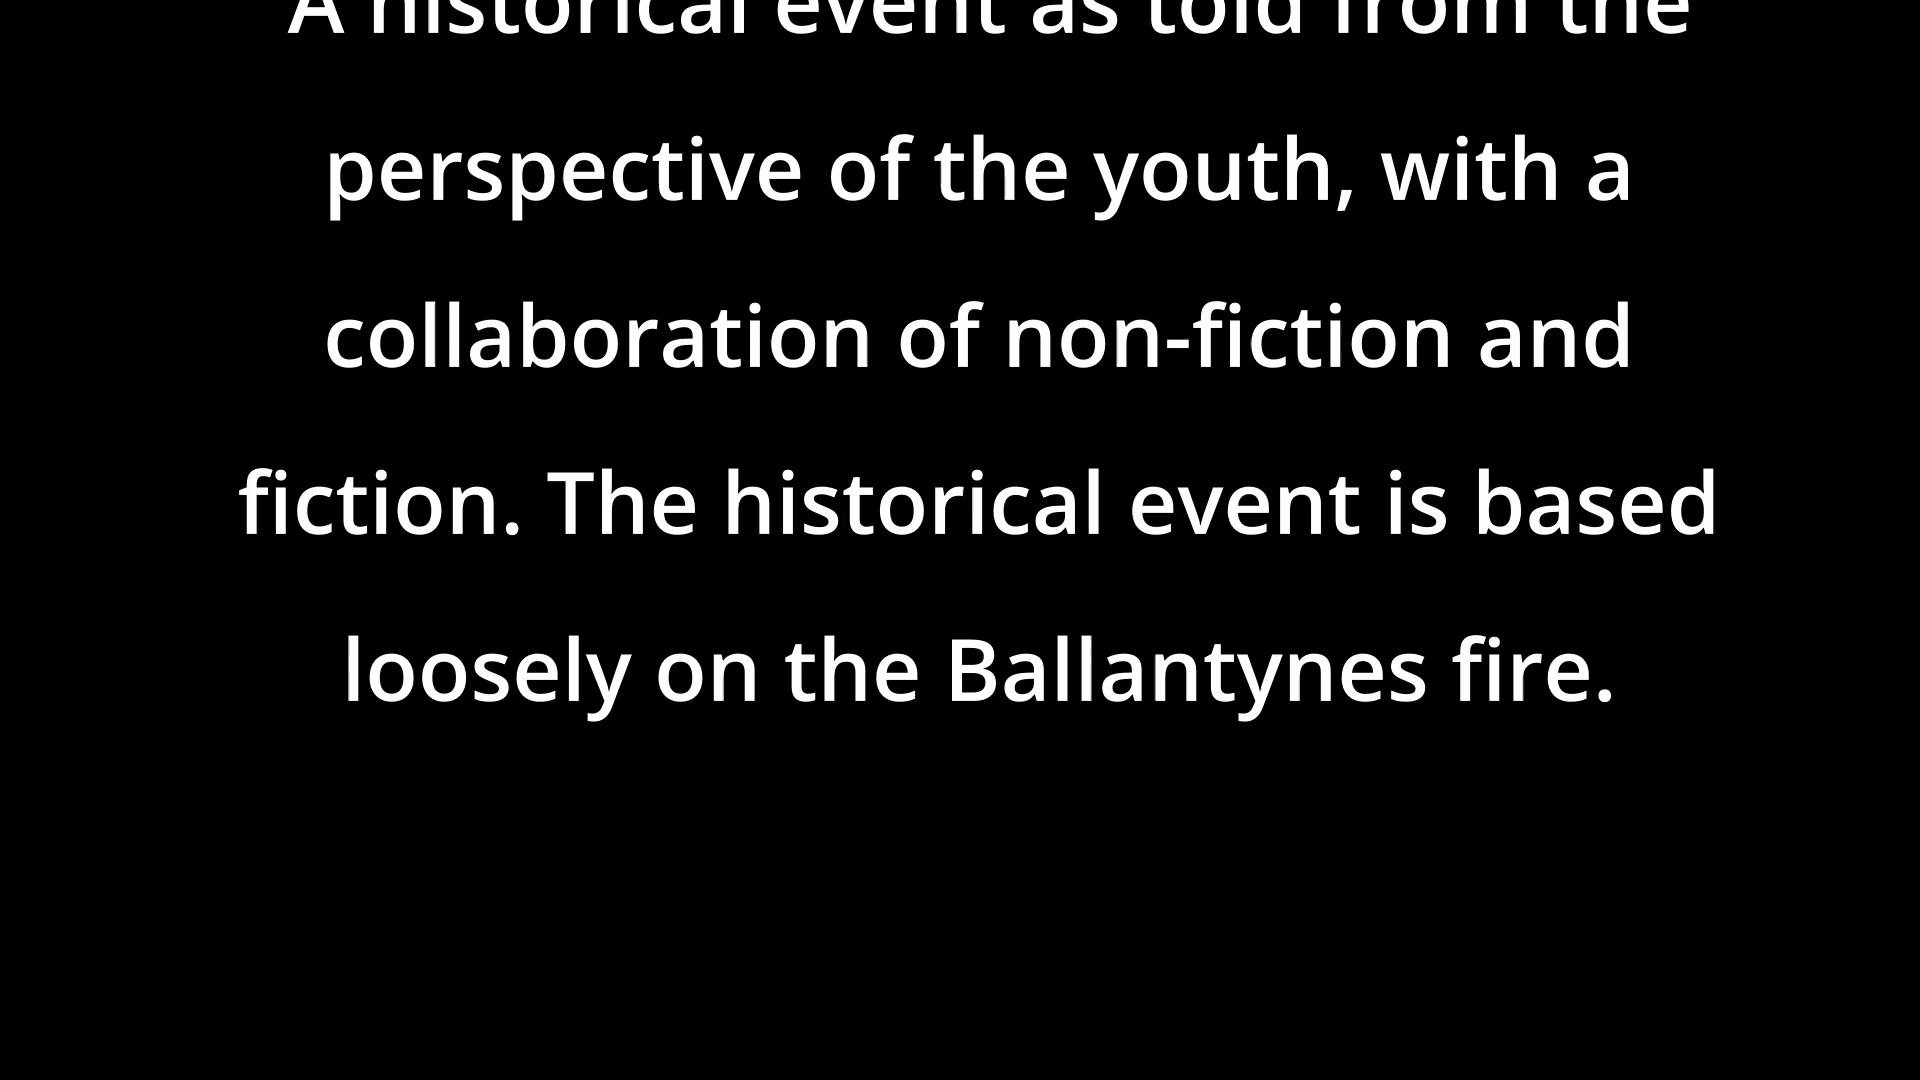 A historical event as told from the
perspective of the youth, with a
collaboration of non-fiction and
fiction. The historical event is based
loosely on the Ballantynes fire.